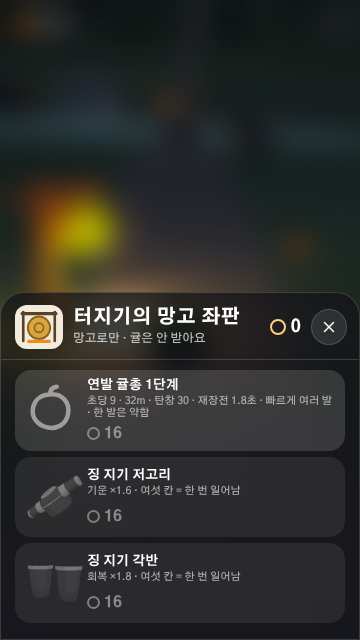 터지기의 망고 좌판
망고로만 · 귤은 안 받아요
0
연발 귤총 1단계
초당 9 · 32m · 탄창 30 · 재장전 1.8초 · 빠르게 여러 발
· 한 발은 약함
16
징 지기 저고리
기운 ×1.6 · 여섯 칸 = 한 번 일어남
16
징 지기 각반
회복 ×1.8 · 여섯 칸 = 한 번 일어남
16